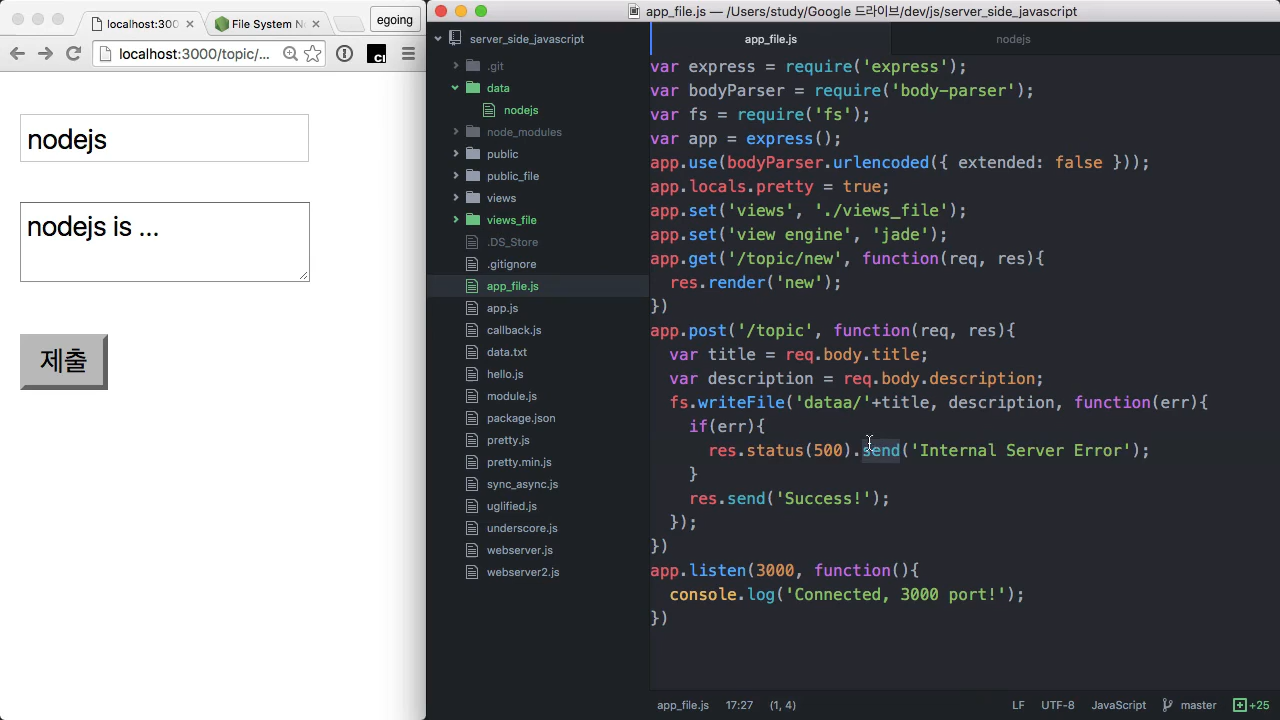 localhost:300
File System N
egoing
localhost:3000/topic/...
nodejs
nodejs is ...
제출
app_file.js — /Users/study/Google 드라이브/dev/js/server_side_javascript
server_side_javascript
.git
data
nodejs
node_modules
public
public_file
views
views_file
.DS_Store
.gitignore
app_file.js
app.js
callback.js
data.txt
hello.js
module.js
package.json
pretty.js
pretty.min.js
sync_async.js
uglified.js
underscore.js
webserver.js
webserver2.js
app_file.js
nodejs
var express = require('express');
var bodyParser = require('body-parser');
var fs = require('fs');
var app = express();
app.use(bodyParser.urlencoded({ extended: false }));
app.locals.pretty = true;
app.set('views', './views_file');
app.set('view engine', 'jade');
app.get('/topic/new', function(req, res){
  res.render('new');
})
app.post('/topic', function(req, res){
  var title = req.body.title;
  var description = req.body.description;
  fs.writeFile('dataa/'+title, description, function(err){
    if(err){
      res.status(500).send('Internal Server Error');
    }
    res.send('Success!');
  });
})
app.listen(3000, function(){
  console.log('Connected, 3000 port!');
})
app_file.js 17:27 (1, 4)
LF UTF-8 JavaScript master +25